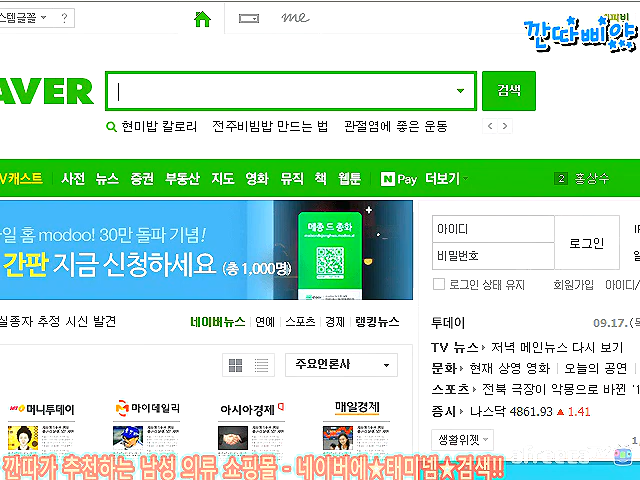 스템글꼴 ?
me
깐따삐야
AVER
검색
현미밥 칼로리 전주비빔밥 만드는 법 관절염에 좋은 운동
V캐스트 사전 뉴스 증권 부동산 지도 영화 뮤직 책 웹툰 N Pay 더보기 2 홍상수
일 홈 modoo! 30만 돌파 기념!
간판 지금 신청하세요 (총 1,000명)
매종 드 종화
아이디
비밀번호
로그인
로그인 상태 유지 회원가입 아이디/
실종자 추정 시신 발견 네이버뉴스 연예 스포츠 경제 랭킹뉴스
투데이 09.17.(목
TV 뉴스 저녁 메인뉴스 다시 보기
문화 현재 상영 영화 오늘의 공연
스포츠 전북 극장이 악몽으로 바뀐 '1
증시 나스닥 4861.93 ▲ 1.41
생활위젯
주요언론사
머니투데이 마이데일리 아시아경제 매일경제
깐따가 추천하는 남성 의류 쇼핑몰 - 네이버에★태미넴★검색!!